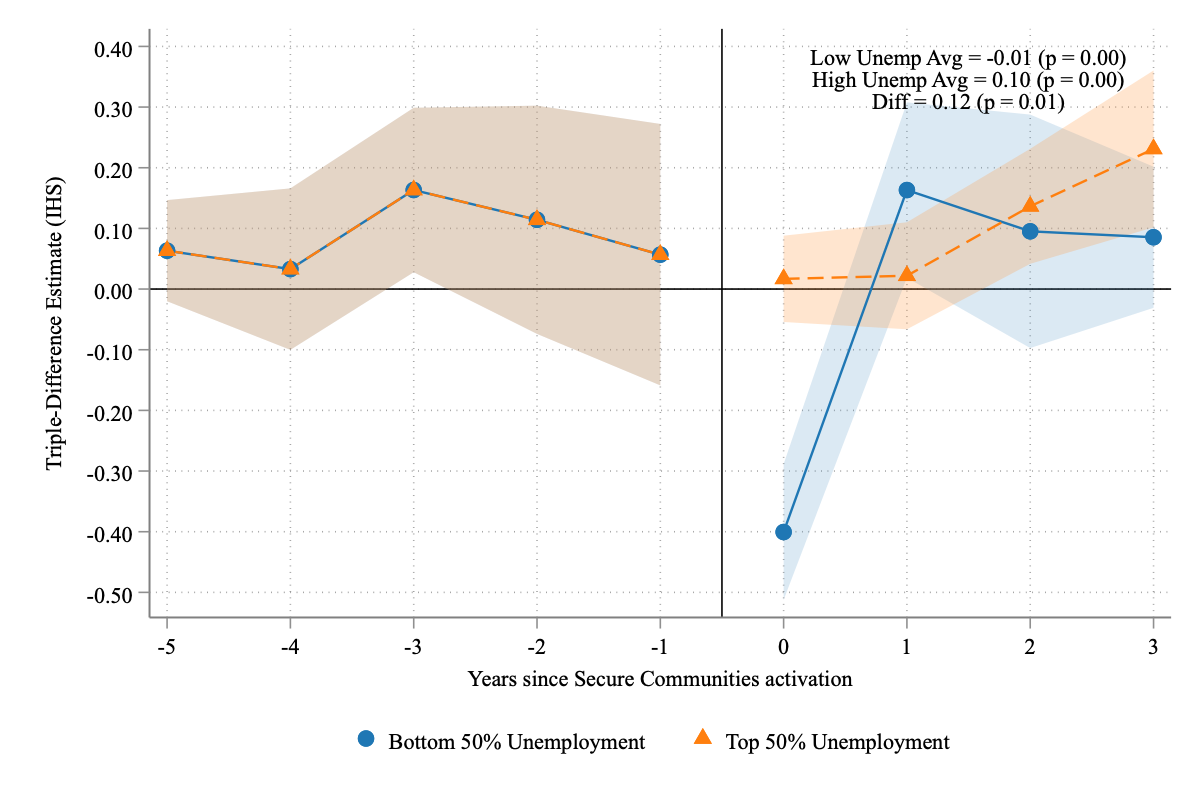 Low Unemp Avg = -0.01 (p = 0.00)
High Unemp Avg = 0.10 (p = 0.00)
Diff = 0.12 (p = 0.01)
Triple-Difference Estimate (IHS)
0.40
0.30
0.20
0.10
0.00
-0.10
-0.20
-0.30
-0.40
-0.50
-5 -4 -3 -2 -1 0 1 2 3
Years since Secure Communities activation
Bottom 50% Unemployment Top 50% Unemployment